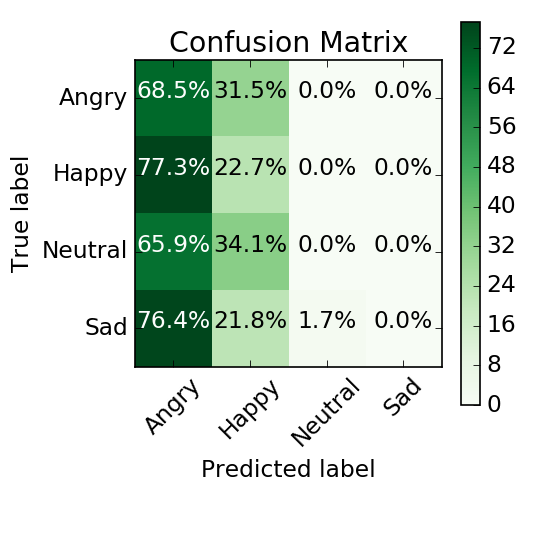 Confusion Matrix
True label
Angry 68.5% 31.5% 0.0% 0.0%
Happy 77.3% 22.7% 0.0% 0.0%
Neutral 65.9% 34.1% 0.0% 0.0%
Sad 76.4% 21.8% 1.7% 0.0%
Angry Happy Neutral Sad
Predicted label
72
64
56
48
40
32
24
16
8
0